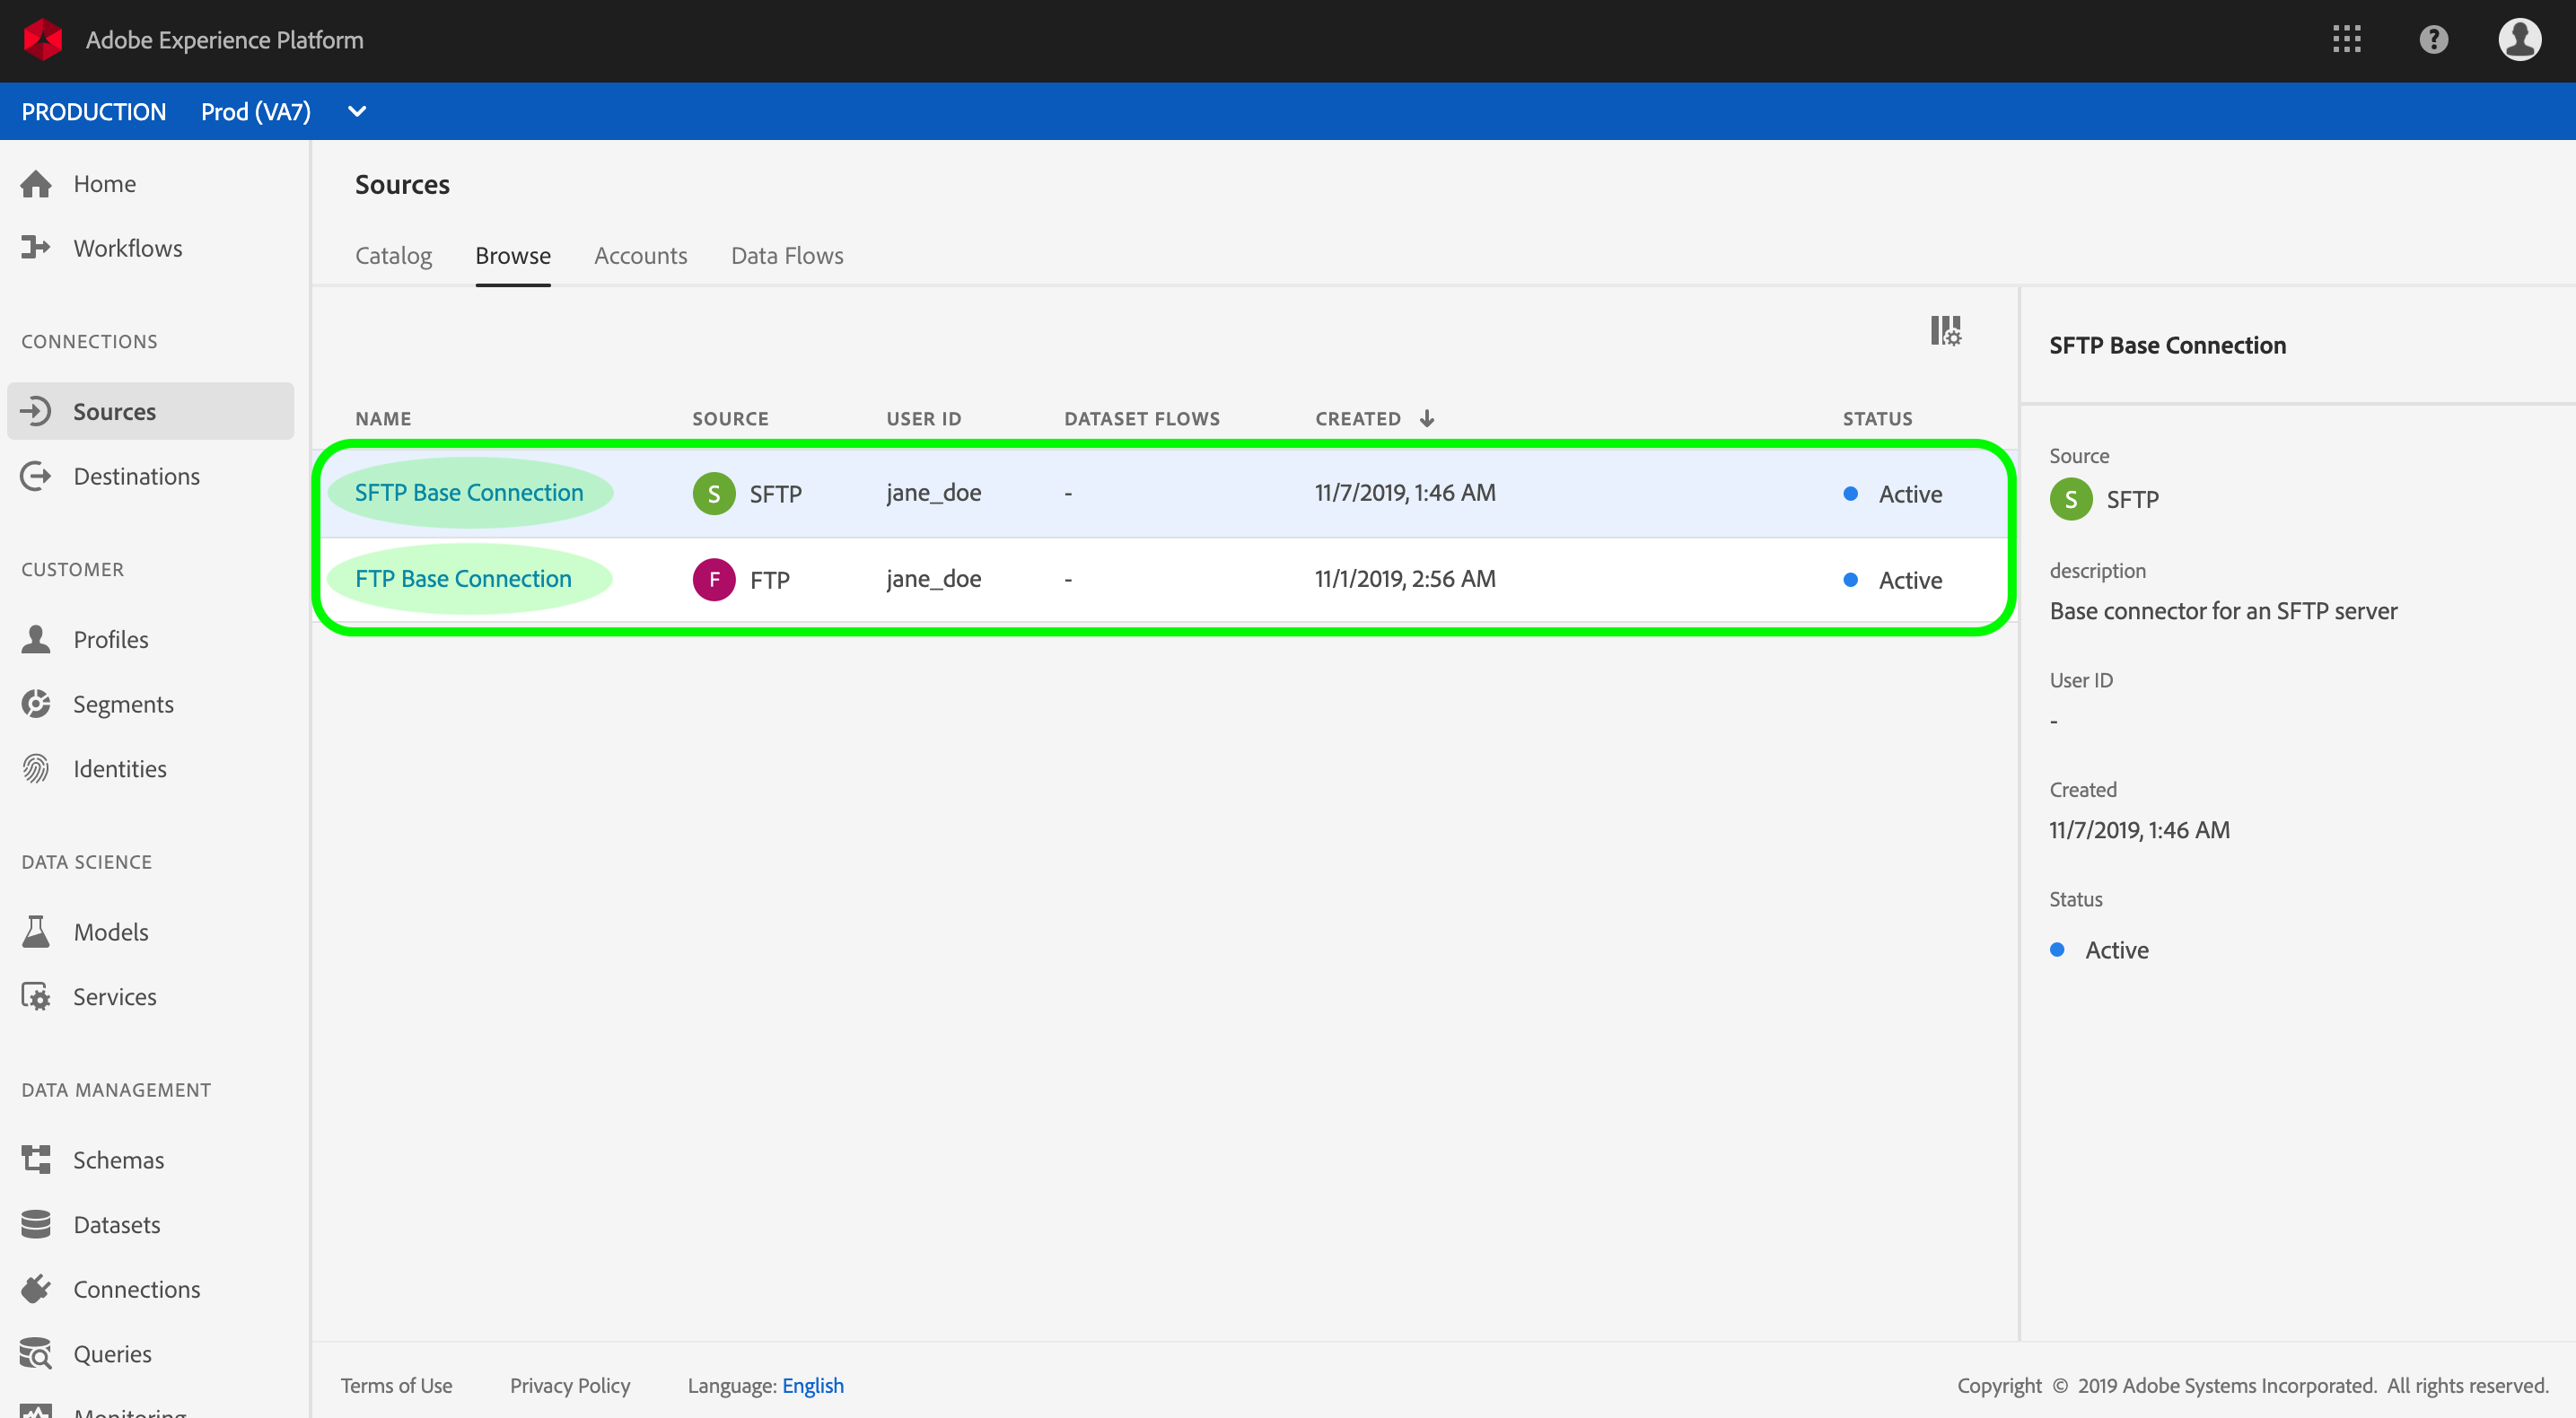 Adobe Experience Platform
?
PRODUCTION Prod (VA7)
Home
Workflows
CONNECTIONS
Sources
Destinations
CUSTOMER
Profiles
Segments
Identities
DATA SCIENCE
Models
Services
DATA MANAGEMENT
Schemas
Datasets
Connections
Queries
Monitoring
Sources
Catalog Browse Accounts Data Flows
NAME SOURCE USER ID DATASET FLOWS CREATED STATUS
SFTP Base Connection S SFTP jane_doe - 11/7/2019, 1:46 AM Active
FTP Base Connection F FTP jane_doe - 11/1/2019, 2:56 AM Active
SFTP Base Connection
Source
S SFTP
description
Base connector for an SFTP server
User ID
-
Created
11/7/2019, 1:46 AM
Status
Active
Terms of Use Privacy Policy Language: English Copyright © 2019 Adobe Systems Incorporated. All rights reserved.